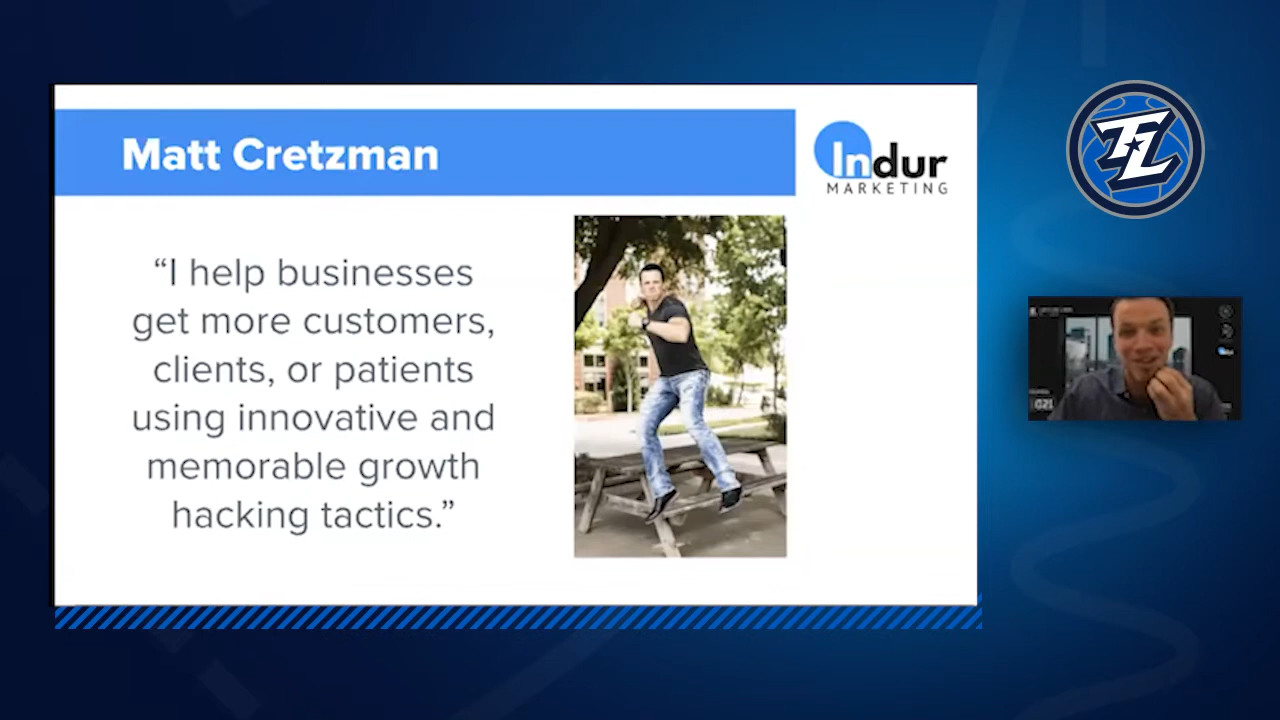 Matt Cretzman
Indur
MARKETING
“I help businesses
get more customers,
clients, or patients
using innovative and
memorable growth
hacking tactics.”
TL